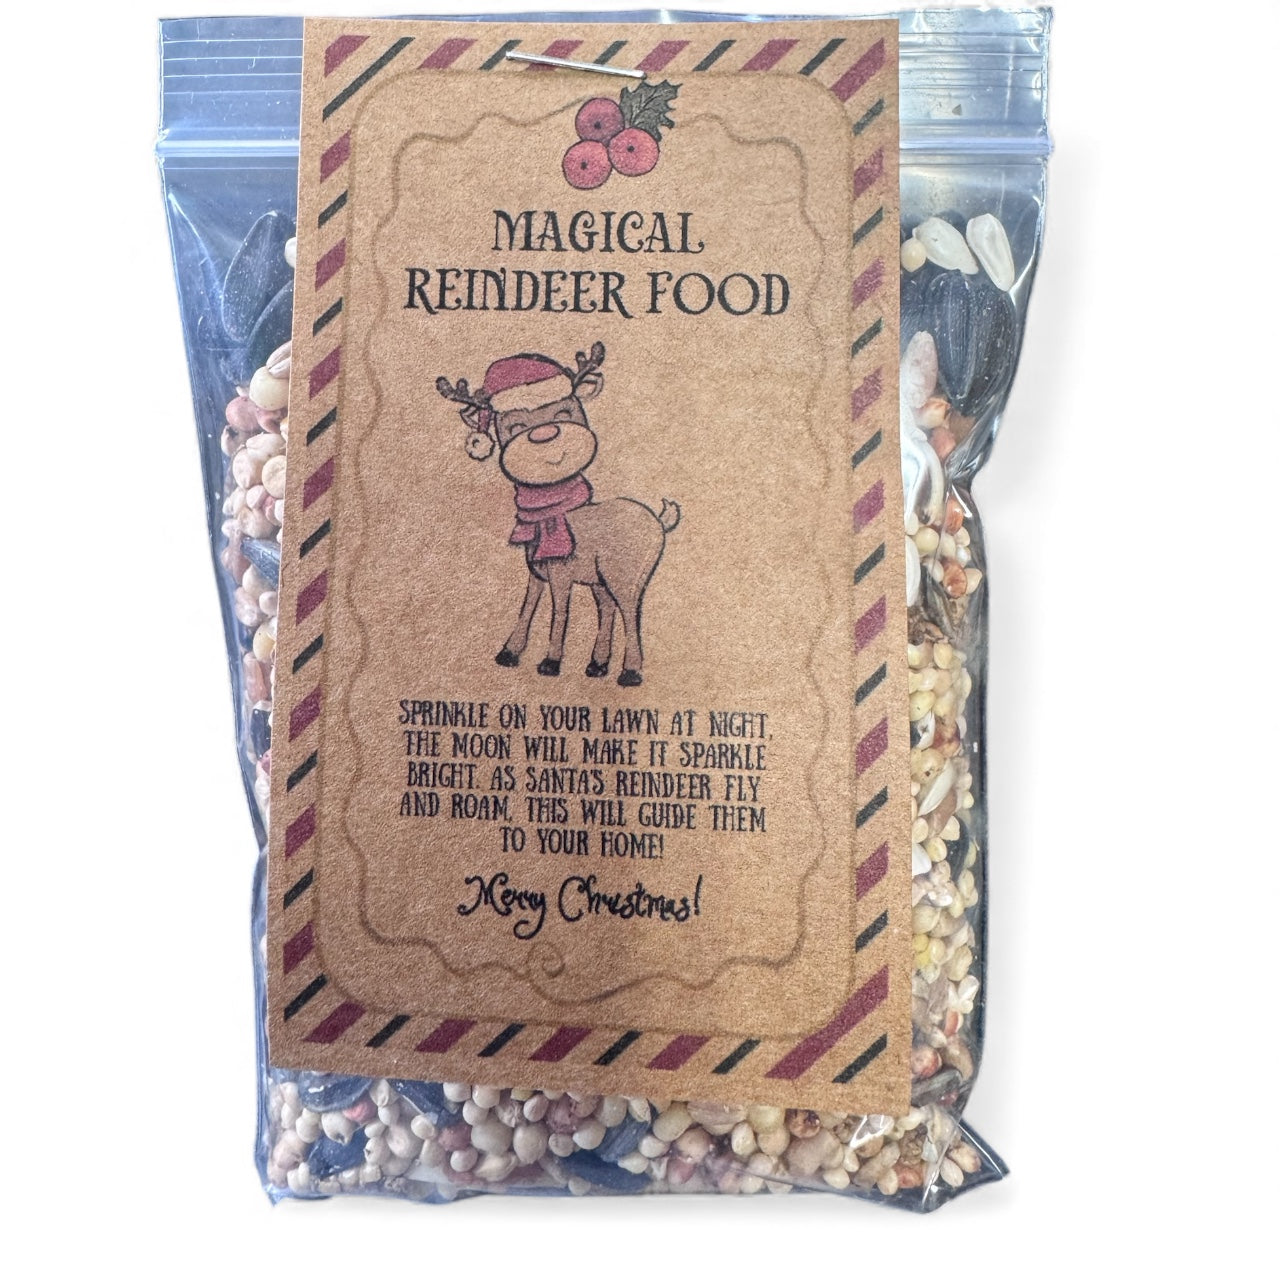 MAGICAL
REINDEER FOOD
SPRINKLE ON YOUR LAWN AT NIGHT,
THE MOON WILL MAKE IT SPARKLE
BRIGHT. AS SANTA'S REINDEER FLY
AND ROAM, THIS WILL GUIDE THEM
TO YOUR HOME!
Merry Christmas!